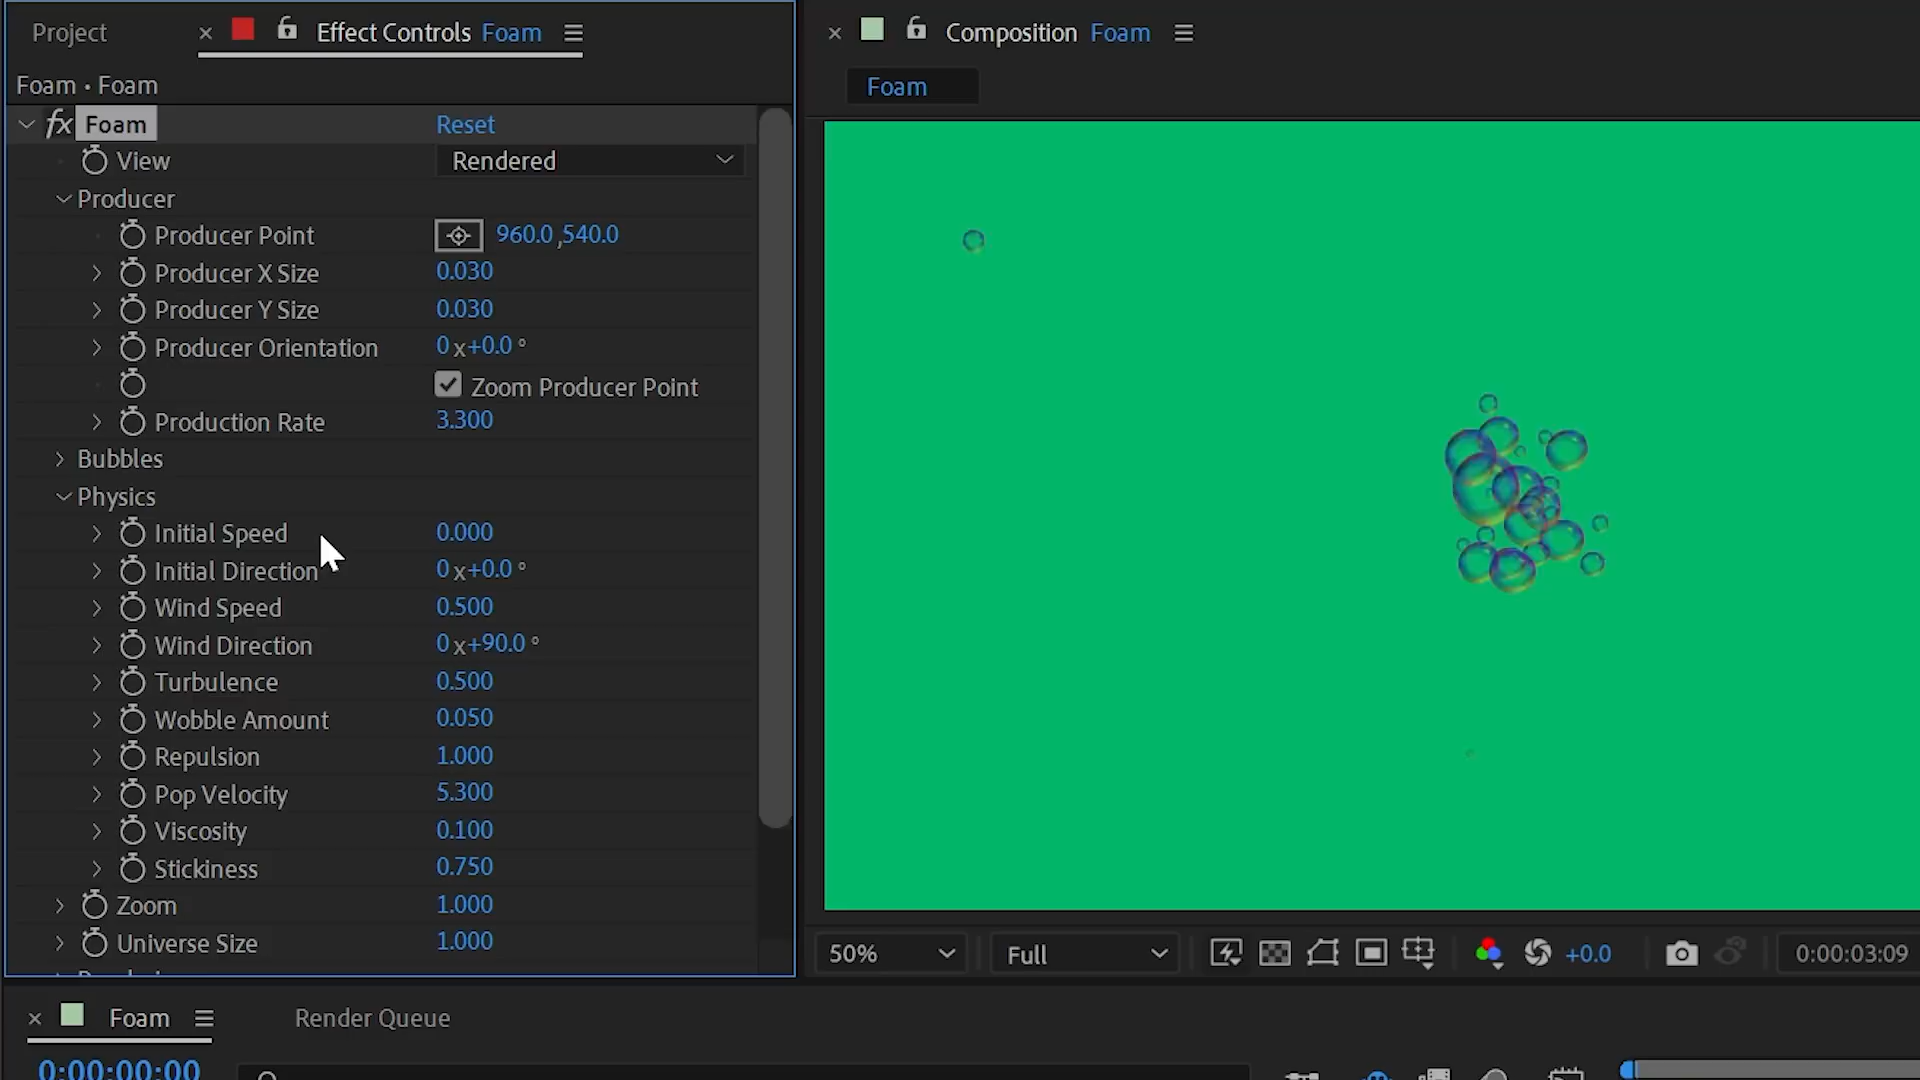 Project
× Effect Controls Foam
× Composition Foam
Foam • Foam
Foam
fx Foam Reset
View Rendered
Producer
Producer Point 960.0 ,540.0
Producer X Size 0.030
Producer Y Size 0.030
Producer Orientation 0 x+0.0 °
Zoom Producer Point
Production Rate 3.300
Bubbles
Physics
Initial Speed 0.000
Initial Direction 0 x+0.0 °
Wind Speed 0.500
Wind Direction 0 x+90.0 °
Turbulence 0.500
Wobble Amount 0.050
Repulsion 1.000
Pop Velocity 5.300
Viscosity 0.100
Stickiness 0.750
Zoom 1.000
Universe Size 1.000
50% Full +0.0 0:00:03:09
× Foam Render Queue
0:00:00:00